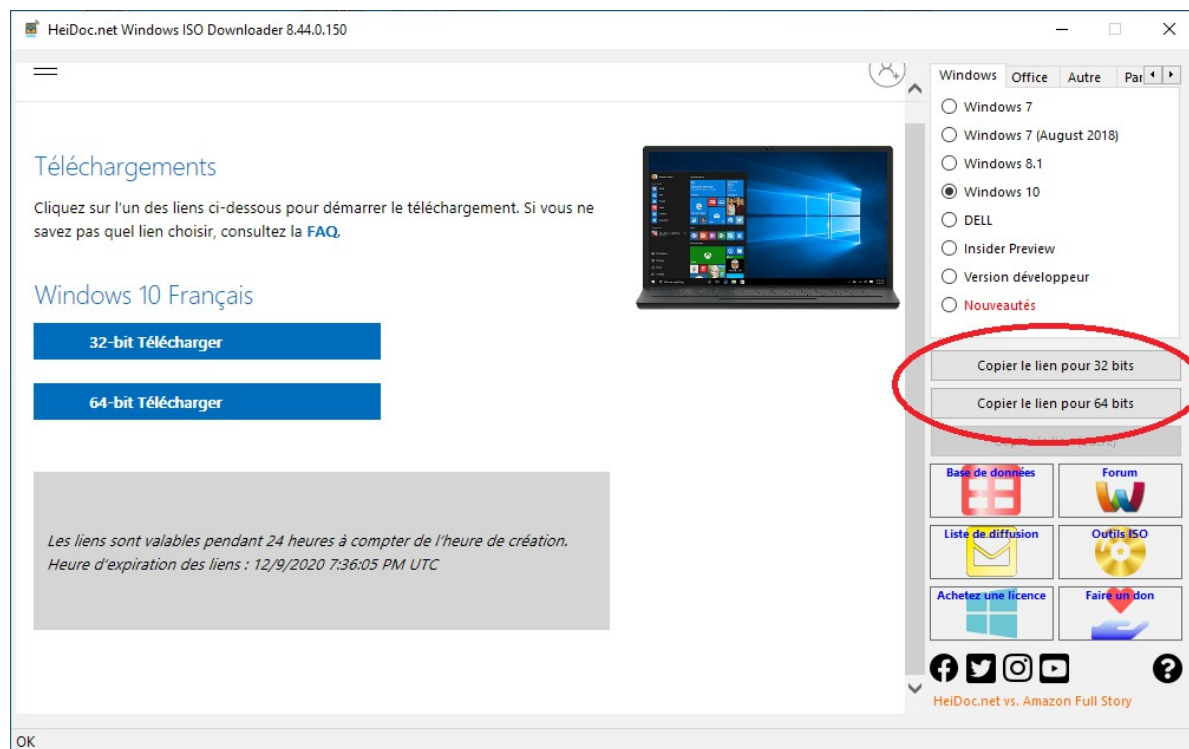 HeiDoc.net Windows ISO Downloader 8.44.0.150
Téléchargements
Cliquez sur l'un des liens ci-dessous pour démarrer le téléchargement. Si vous ne
savez pas quel lien choisir, consultez la FAQ.
Windows 10 Français
32-bit Télécharger
64-bit Télécharger
Les liens sont valables pendant 24 heures à compter de l'heure de création.
Heure d'expiration des liens : 12/9/2020 7:36:05 PM UTC
Windows Office Autre Par
Windows 7
Windows 7 (August 2018)
Windows 8.1
Windows 10
DELL
Insider Preview
Version développeur
Nouveautés
Copier le lien pour 32 bits
Copier le lien pour 64 bits
Base de données Forum
Liste de diffusion Outils ISO
Achetez une licence Faire un don
HeiDoc.net vs. Amazon Full Story
OK